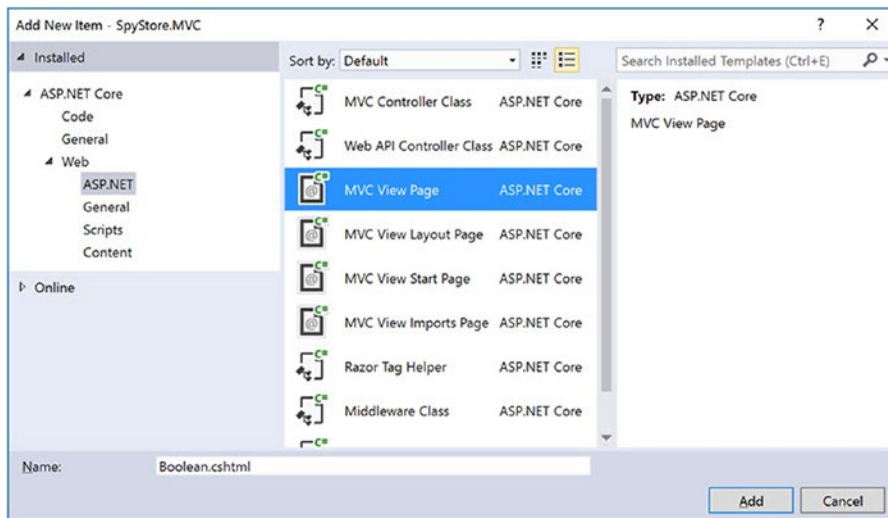 Add New Item - SpyStore.MVC
?
Installed
Sort by: Default
Search Installed Templates (Ctrl+E)
ASP.NET Core
Code
General
Web
ASP.NET
General
Scripts
Content
Online
MVC Controller Class ASP.NET Core
Web API Controller Class ASP.NET Core
MVC View Page ASP.NET Core
MVC View Layout Page ASP.NET Core
MVC View Start Page ASP.NET Core
MVC View Imports Page ASP.NET Core
Razor Tag Helper ASP.NET Core
Middleware Class ASP.NET Core
Type: ASP.NET Core
MVC View Page
Name: Boolean.cshtml
Add Cancel